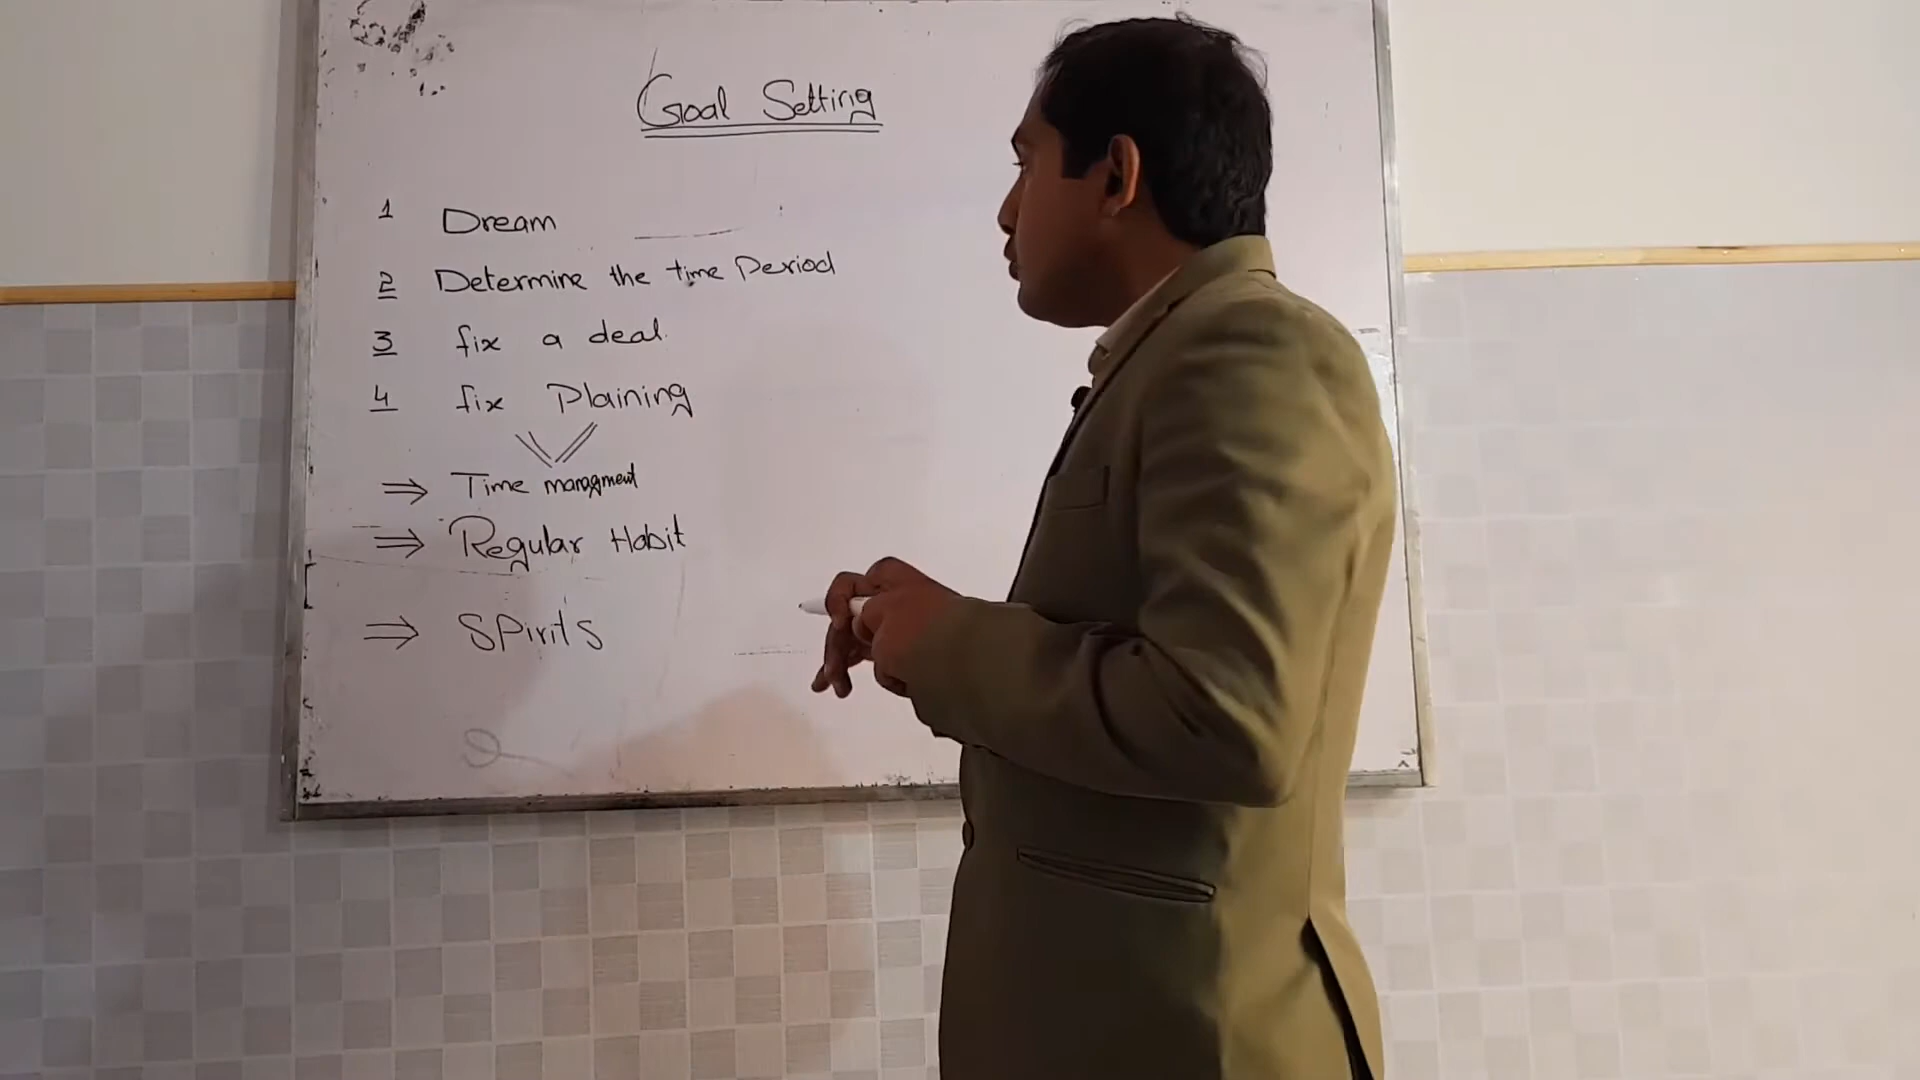 Goal Setting
1 Dream
2 Determine the time Period
3 fix a deal.
4 fix Plaining
⇒ Time managment
⇒ Regular Habit
⇒ SPirits